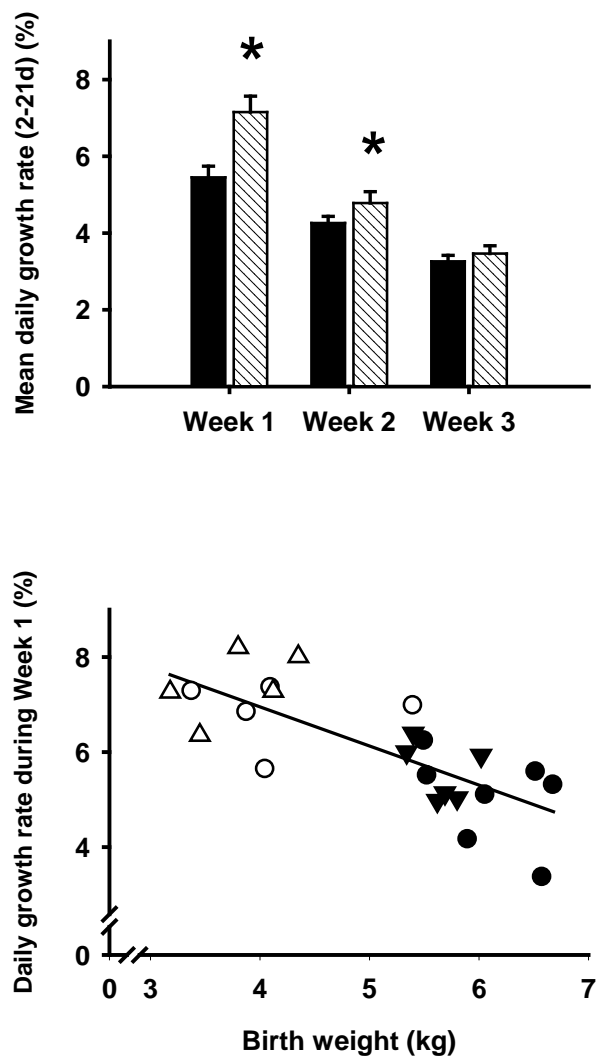 Mean daily growth rate (2-21d) (%)
8
6
4
2
0
*
*
Week 1 Week 2 Week 3
Daily growth rate during Week 1 (%)
8
6
4
0
0 3 4 5 6 7
Birth weight (kg)